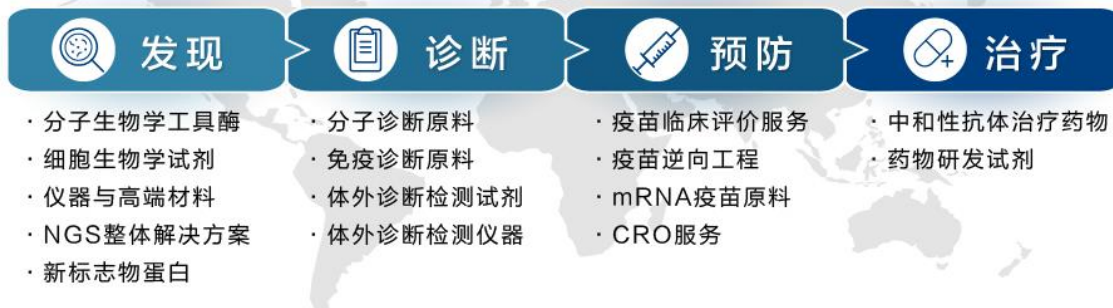 发现
· 分子生物学工具酶
· 细胞生物学试剂
· 仪器与高端材料
· NGS整体解决方案
· 新标志物蛋白
诊断
· 分子诊断原料
· 免疫诊断原料
· 体外诊断检测试剂
· 体外诊断检测仪器
预防
· 疫苗临床评价服务
· 疫苗逆向工程
· mRNA疫苗原料
· CRO服务
治疗
· 中和性抗体治疗药物
· 药物研发试剂